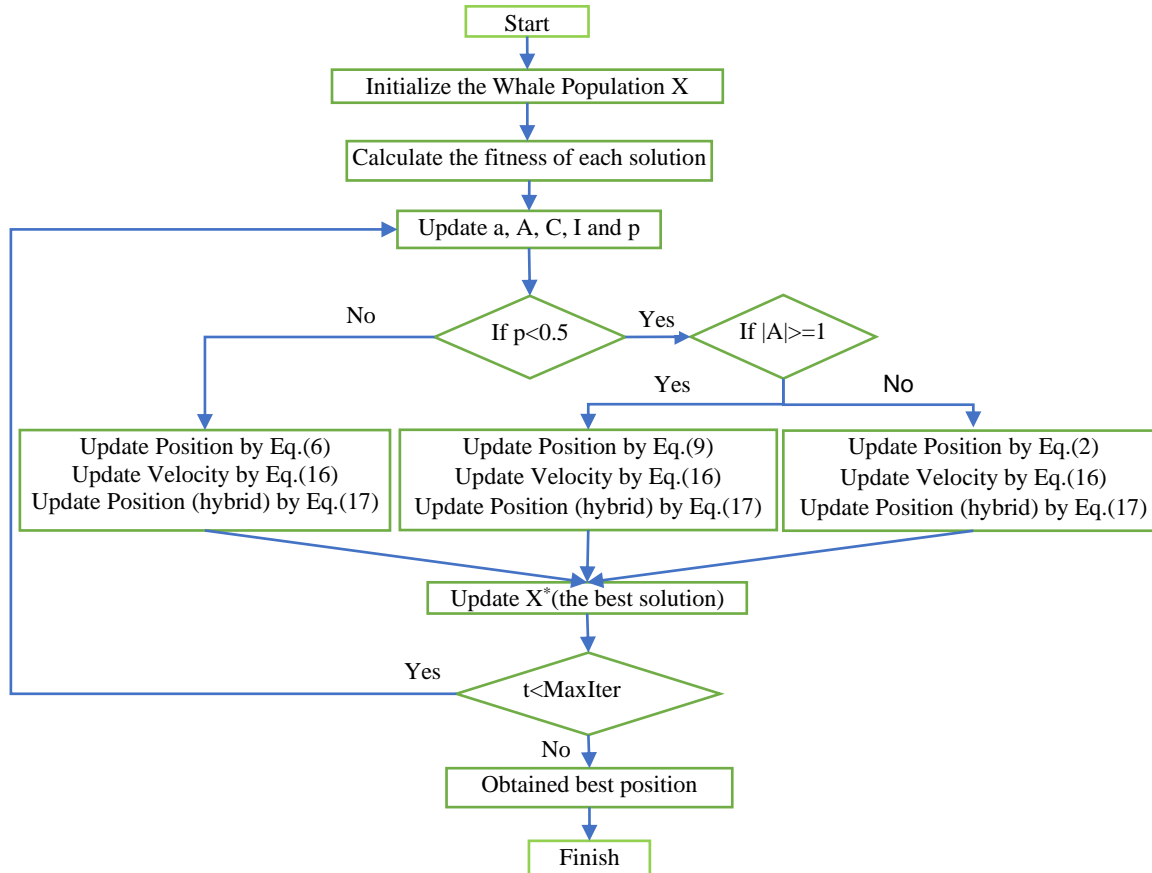 Start
Initialize the Whale Population X
Calculate the fitness of each solution
Update a, A, C, I and p
No
If p<0.5
Yes
If |A|>=1
Yes
No
Update Position by Eq.(6)
Update Velocity by Eq.(16)
Update Position (hybrid) by Eq.(17)
Update Position by Eq.(9)
Update Velocity by Eq.(16)
Update Position (hybrid) by Eq.(17)
Update Position by Eq.(2)
Update Velocity by Eq.(16)
Update Position (hybrid) by Eq.(17)
Update X*(the best solution)
Yes
t<MaxIter
No
Obtained best position
Finish